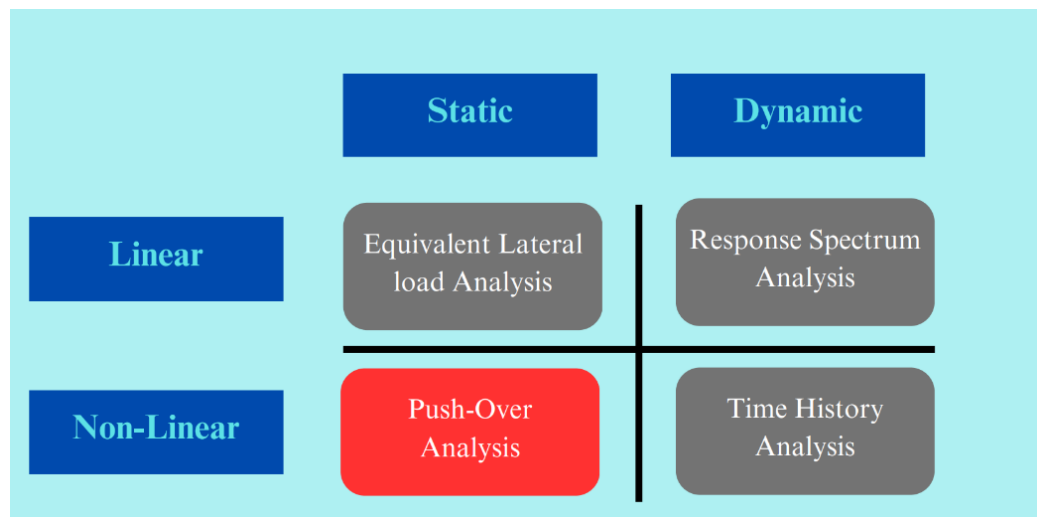 Static
Dynamic
Linear
Equivalent Lateral
load Analysis
Response Spectrum
Analysis
Non-Linear
Push-Over
Analysis
Time History
Analysis